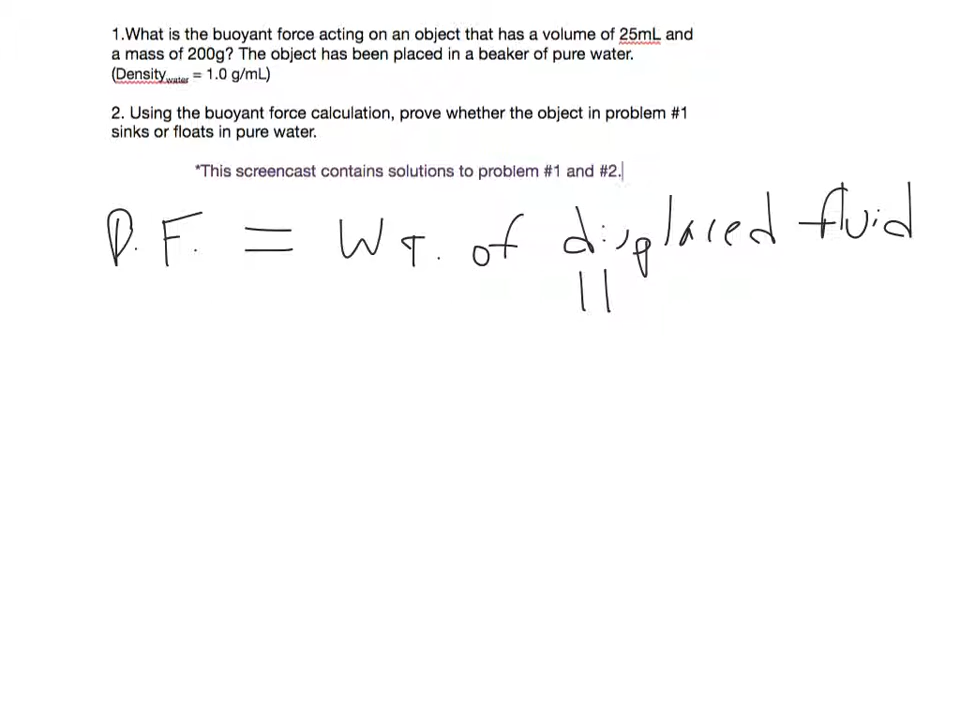 1.What is the buoyant force acting on an object that has a volume of 25mL and
a mass of 200g? The object has been placed in a beaker of pure water.
(Density water = 1.0 g/mL)
2. Using the buoyant force calculation, prove whether the object in problem #1
sinks or floats in pure water.
*This screencast contains solutions to problem #1 and #2.
B.F. = WT. of displaced fluid
||